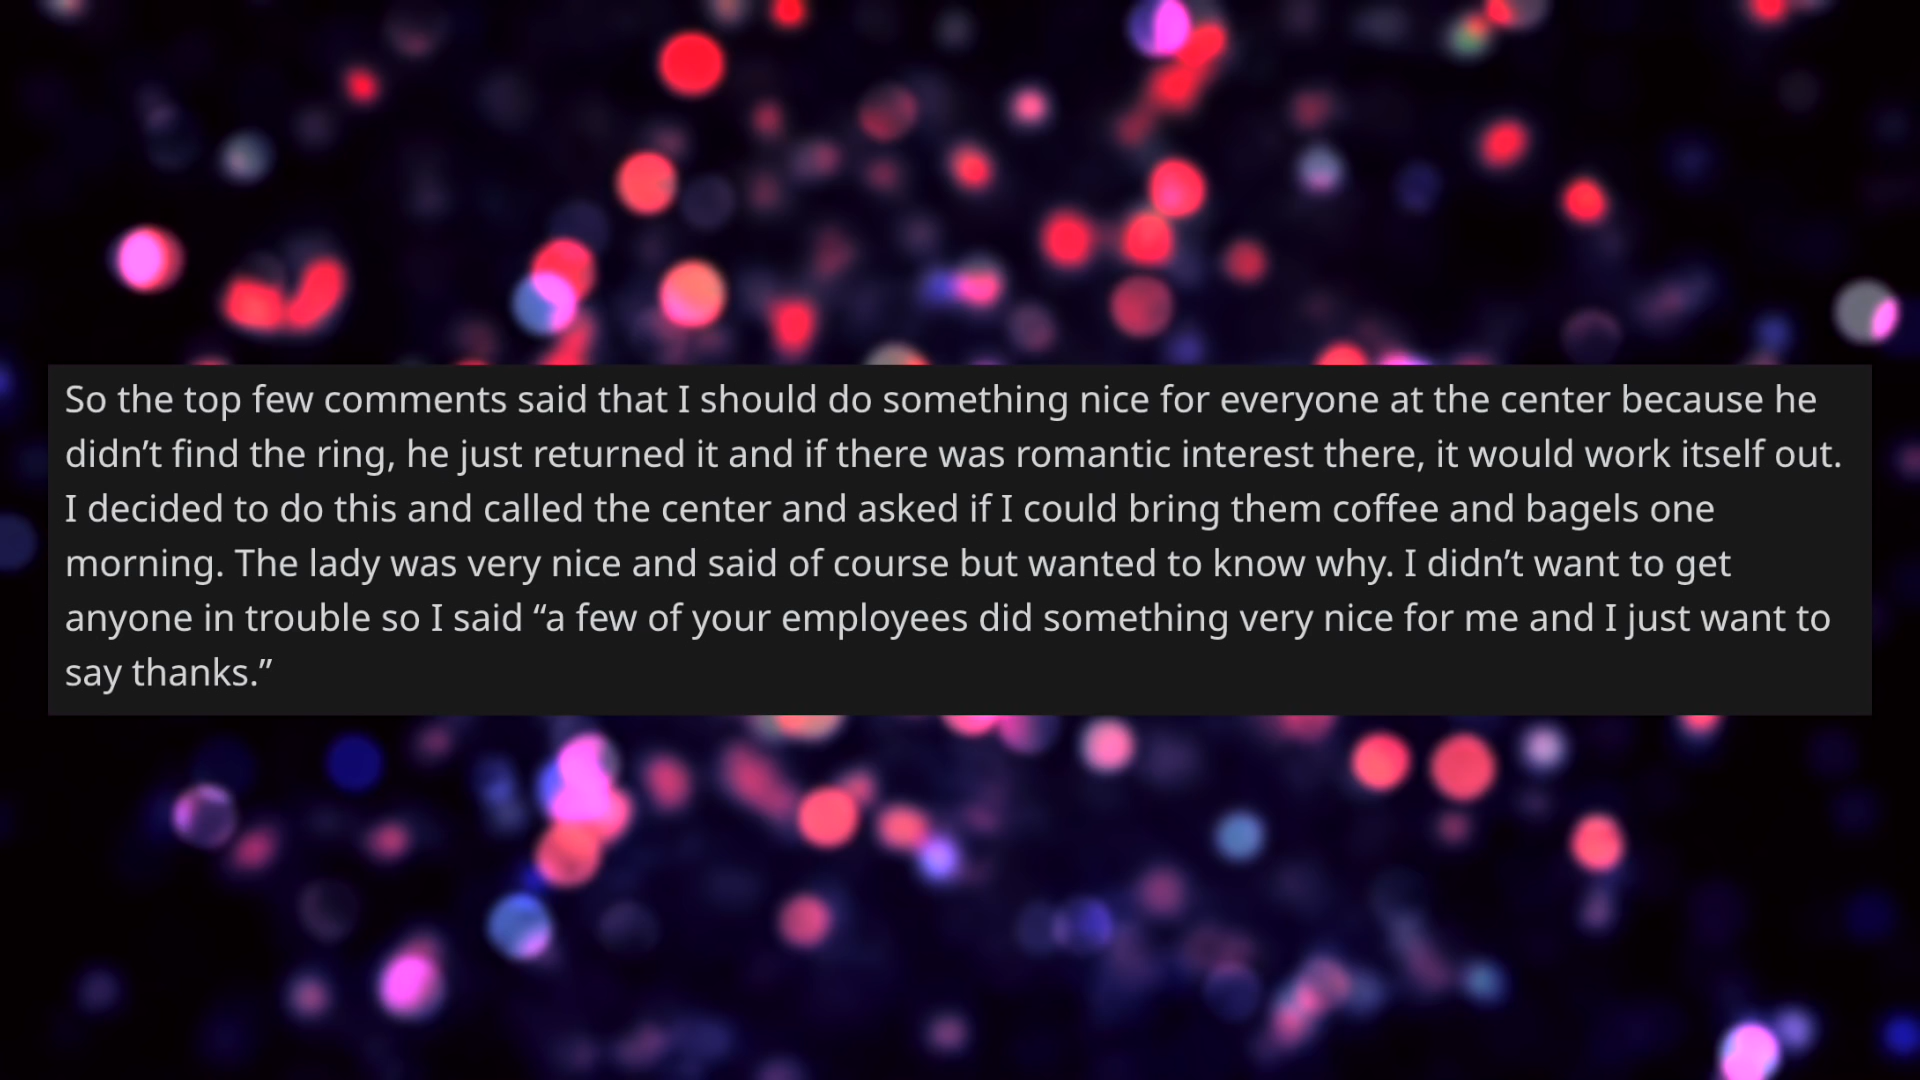 So the top few comments said that I should do something nice for everyone at the center because he
didn’t find the ring, he just returned it and if there was romantic interest there, it would work itself out.
I decided to do this and called the center and asked if I could bring them coffee and bagels one
morning. The lady was very nice and said of course but wanted to know why. I didn’t want to get
anyone in trouble so I said “a few of your employees did something very nice for me and I just want to
say thanks.”